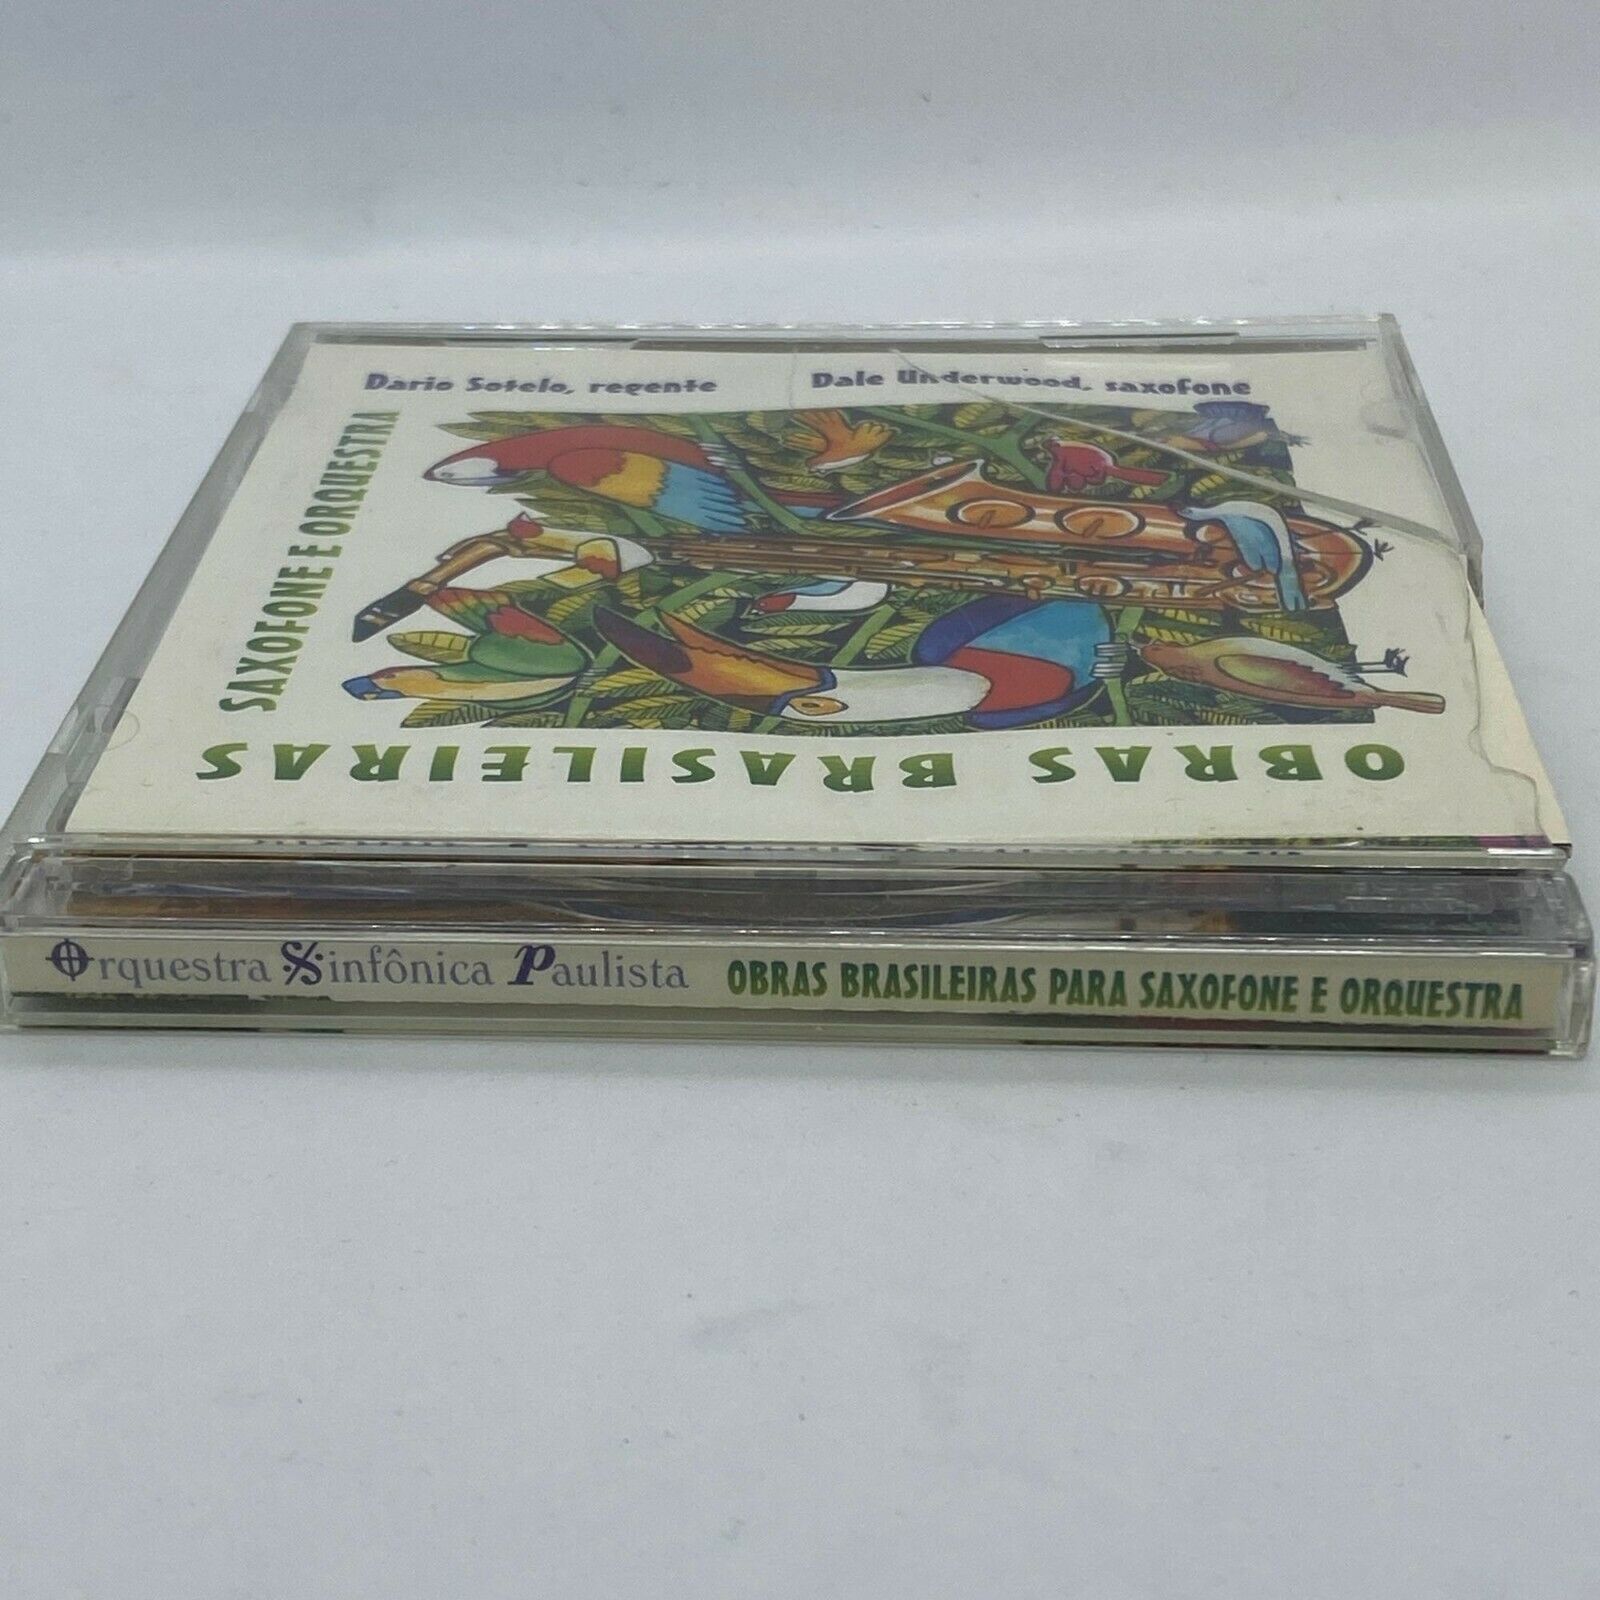 Dario Sotelo, regente
Dale Underwood, saxofone
OBRAS BRASILEIRAS
SAXOFONE E ORQUESTRA
Orquestra Sinfônica Paulista OBRAS BRASILEIRAS PARA SAXOFONE E ORQUESTRA